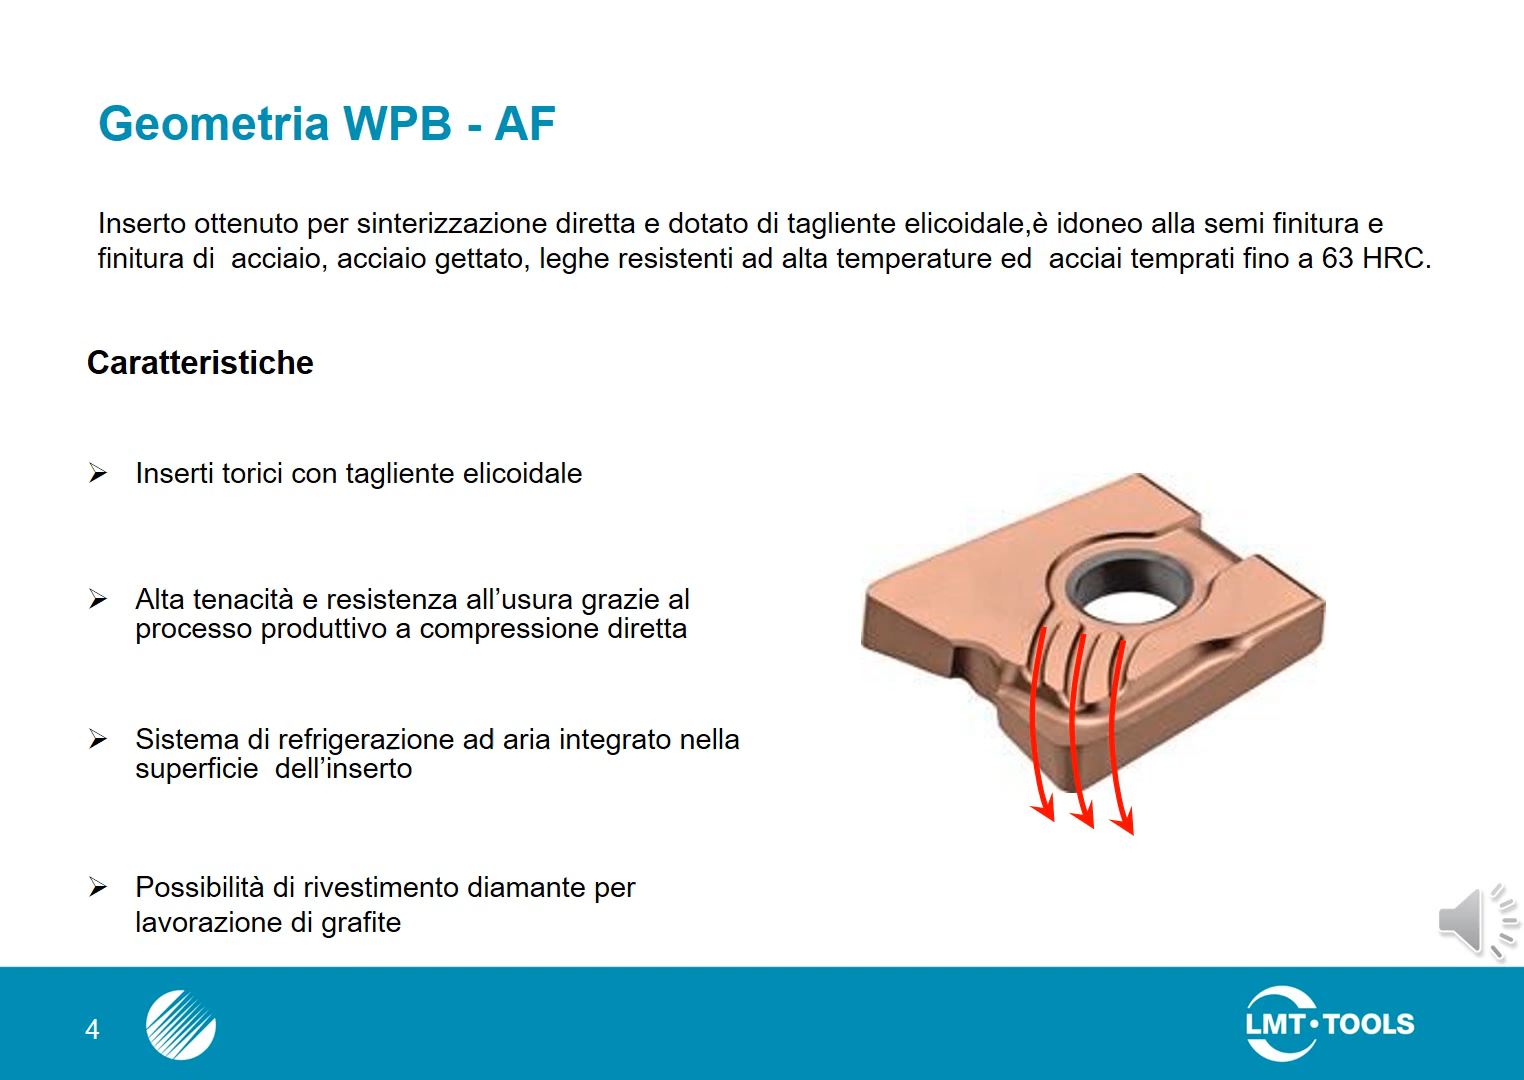 Geometria WPB - AF
Inserto ottenuto per sinterizzazione diretta e dotato di tagliente elicoidale,è idoneo alla semi finitura e
finitura di  acciaio, acciaio gettato, leghe resistenti ad alta temperature ed  acciai temprati fino a 63 HRC.
Caratteristiche
Inserti torici con tagliente elicoidale
Alta tenacità e resistenza all’usura grazie al
processo produttivo a compressione diretta
Sistema di refrigerazione ad aria integrato nella
superficie  dell’inserto
Possibilità di rivestimento diamante per
lavorazione di grafite
4
LMT•TOOLS